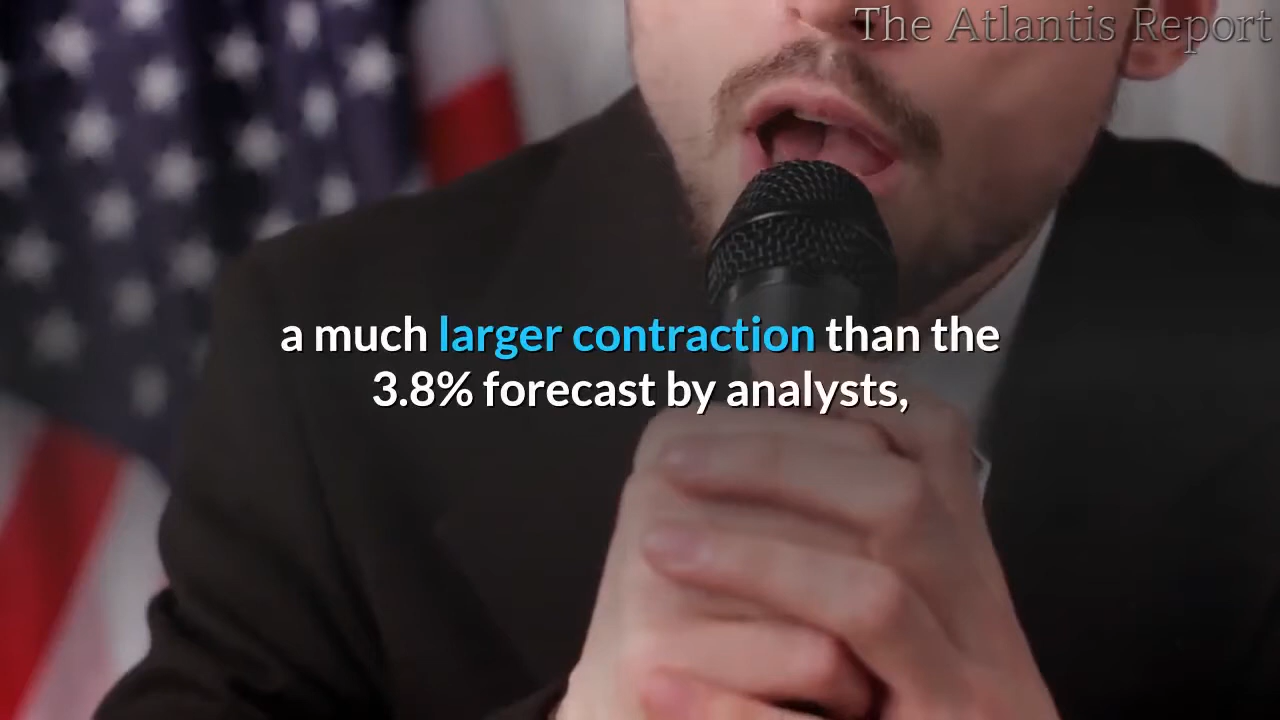 The Atlantis Report
a much larger contraction than the
3.8% forecast by analysts,